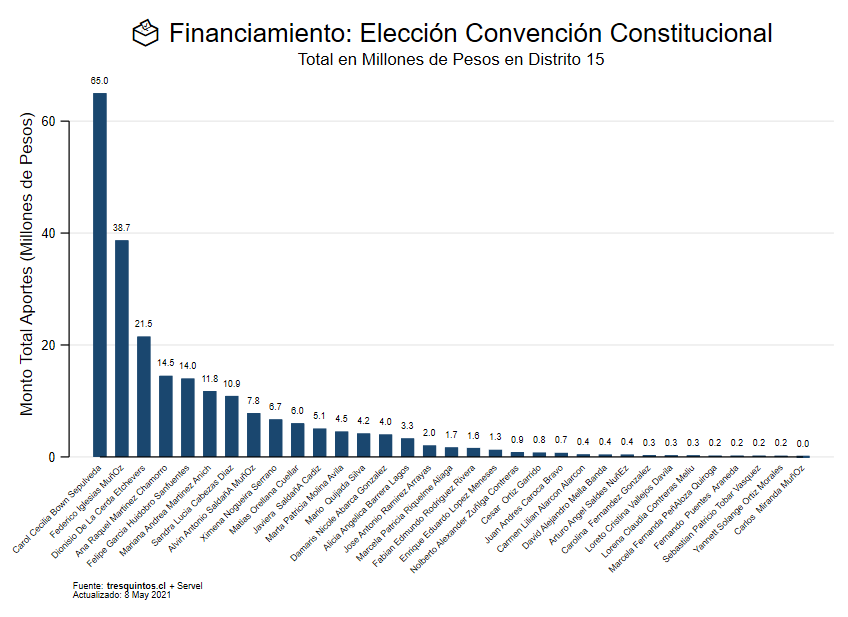 Financiamiento: Elección Convención Constitucional
Total en Millones de Pesos en Distrito 15
Monto Total Aportes (Millones de Pesos)
60
40
20
0
65.0
38.7
21.5
14.5
14.0
11.8
10.9
7.8
6.7
6.0
5.1
4.5
4.2
4.0
3.3
2.0
1.7
1.6
1.3
0.9
0.8
0.7
0.4
0.4
0.4
0.3
0.3
0.3
0.2
0.2
0.2
0.2
0.0
Carol Cecilia Bown Sepulveda
Federico Iglesias MuñOz
Dionisio De La Cerda Etchevers
Ana Raquel Martinez Chamorro
Felipe Garcia Huidobro Sanfuentes
Mariana Andrea Martinez Anich
Sandra Lucia Cabezas Diaz
Alvin Antonio SaldañA MuñOz
Ximena Nogueira Serrano
Matias Orellana Cuellar
Javiera SaldañA Cadiz
Marta Patricia Molina Avila
Mario Quijada Silva
Damaris Nicole Abarca Gonzalez
Alicia Angelica Barrera Lagos
Jose Antonio Ramirez Arrayas
Marcela Patricia Riquelme Aliaga
Fabian Edmundo Rodriguez Rivera
Enrique Eduardo Lopez Meneses
Nolberto Alexander Zuñiga Contreras
Cesar Ortiz Garrido
Juan Andres Caroca Bravo
Carmen Lilian Alarcon Alarcon
David Alejandro Mella Banda
Arturo Angel Saldes NuñEz
Carolina Fernandez Gonzalez
Loreto Cristina Vallejos Davila
Lorena Claudia Contreras Meliu
Marcela Fernanda PeñAloza Quiroga
Fernando Puentes Araneda
Sebastian Patricio Tobar Vasquez
Yannett Solange Ortiz Morales
Carlos Miranda MuñOz
Fuente: tresquintos.cl + Servel
Actualizado: 8 May 2021